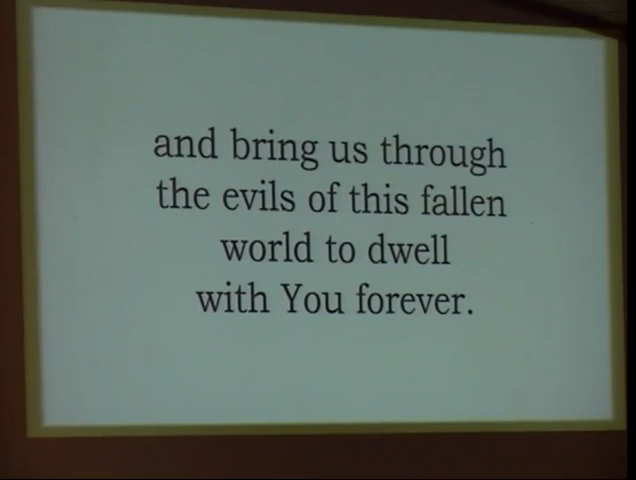 and bring us through
the evils of this fallen
world to dwell
with You forever.